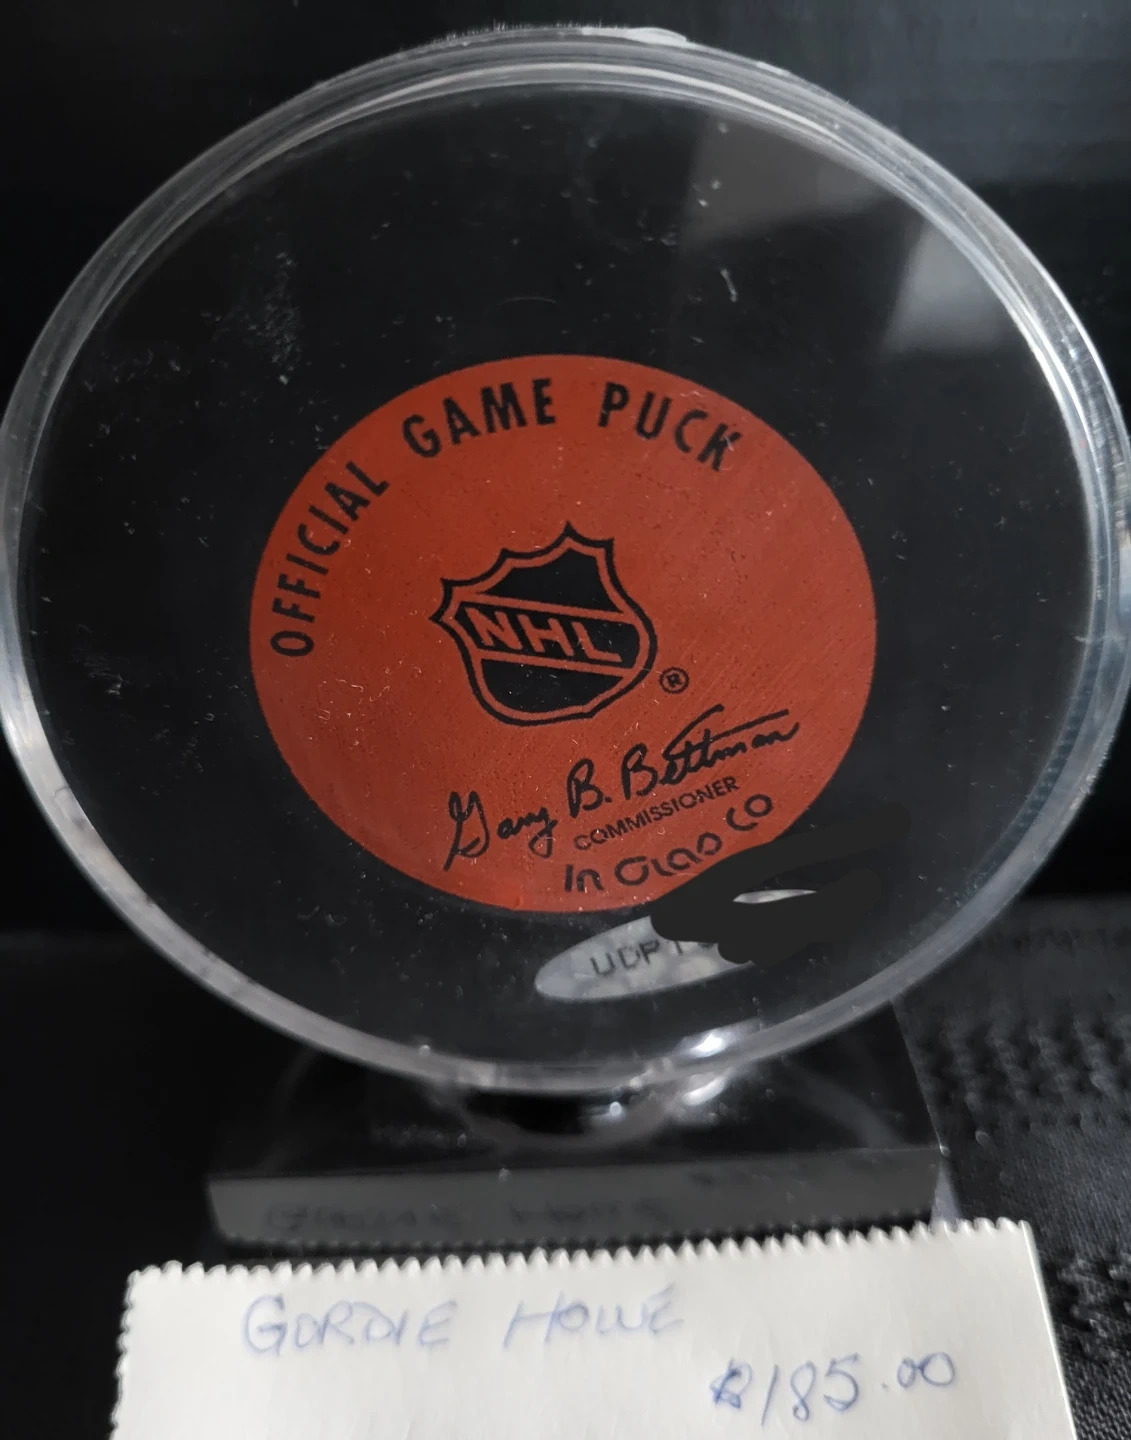 OFFICIAL GAME PUCK
NHL
®
Gary B. Bettman
COMMISSIONER
In Glas Co
GORDIE HOWE
$185.00